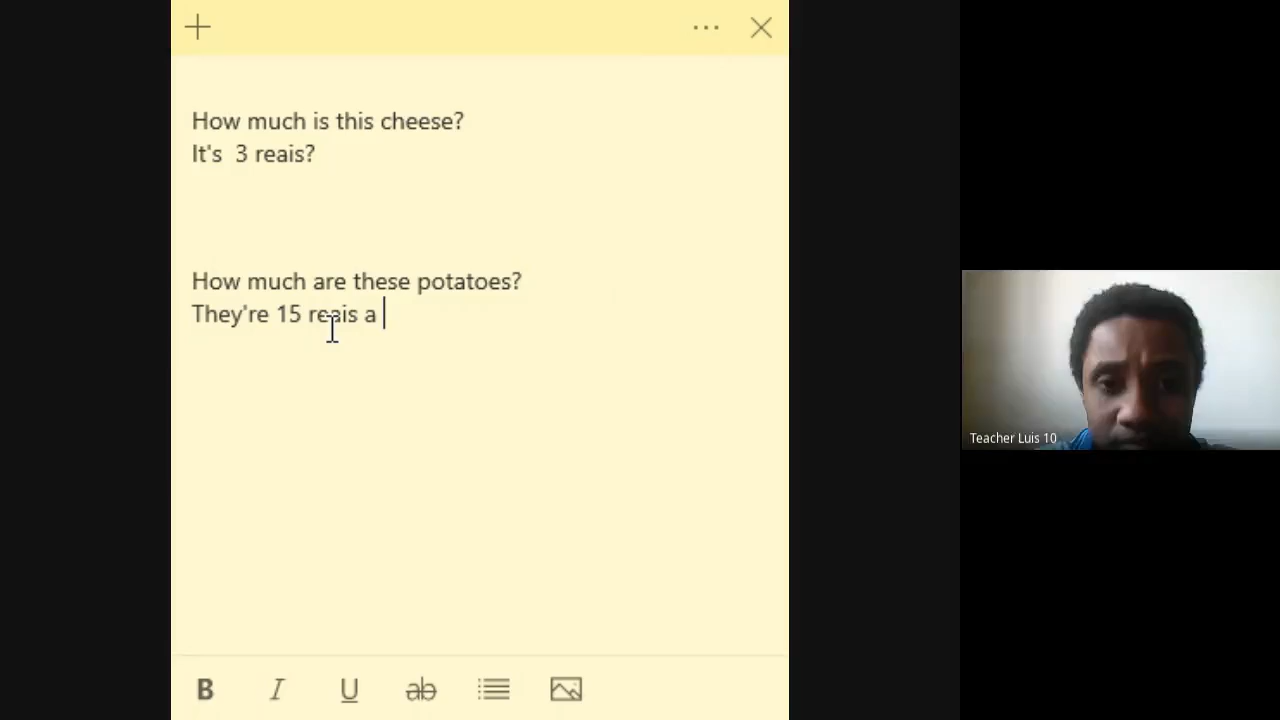 How much is this cheese?
It's  3 reais?
How much are these potatoes?
They're 15 reais a
B I U ab
Teacher Luis 10